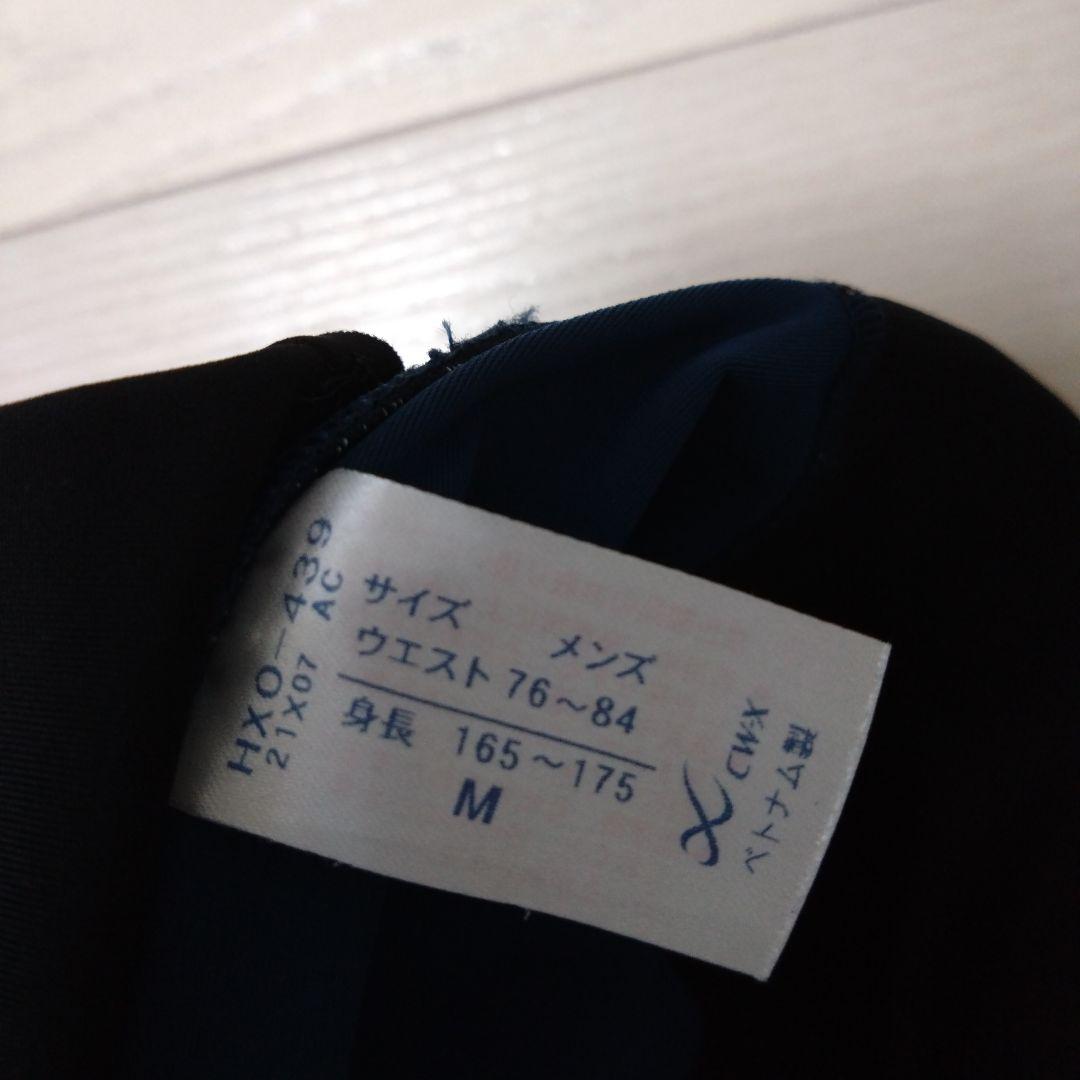 サイズ メンズ
ウエスト 76～84
身長 165～175
M
HXO-439
21X07 AC
CW-X
ベトナム製